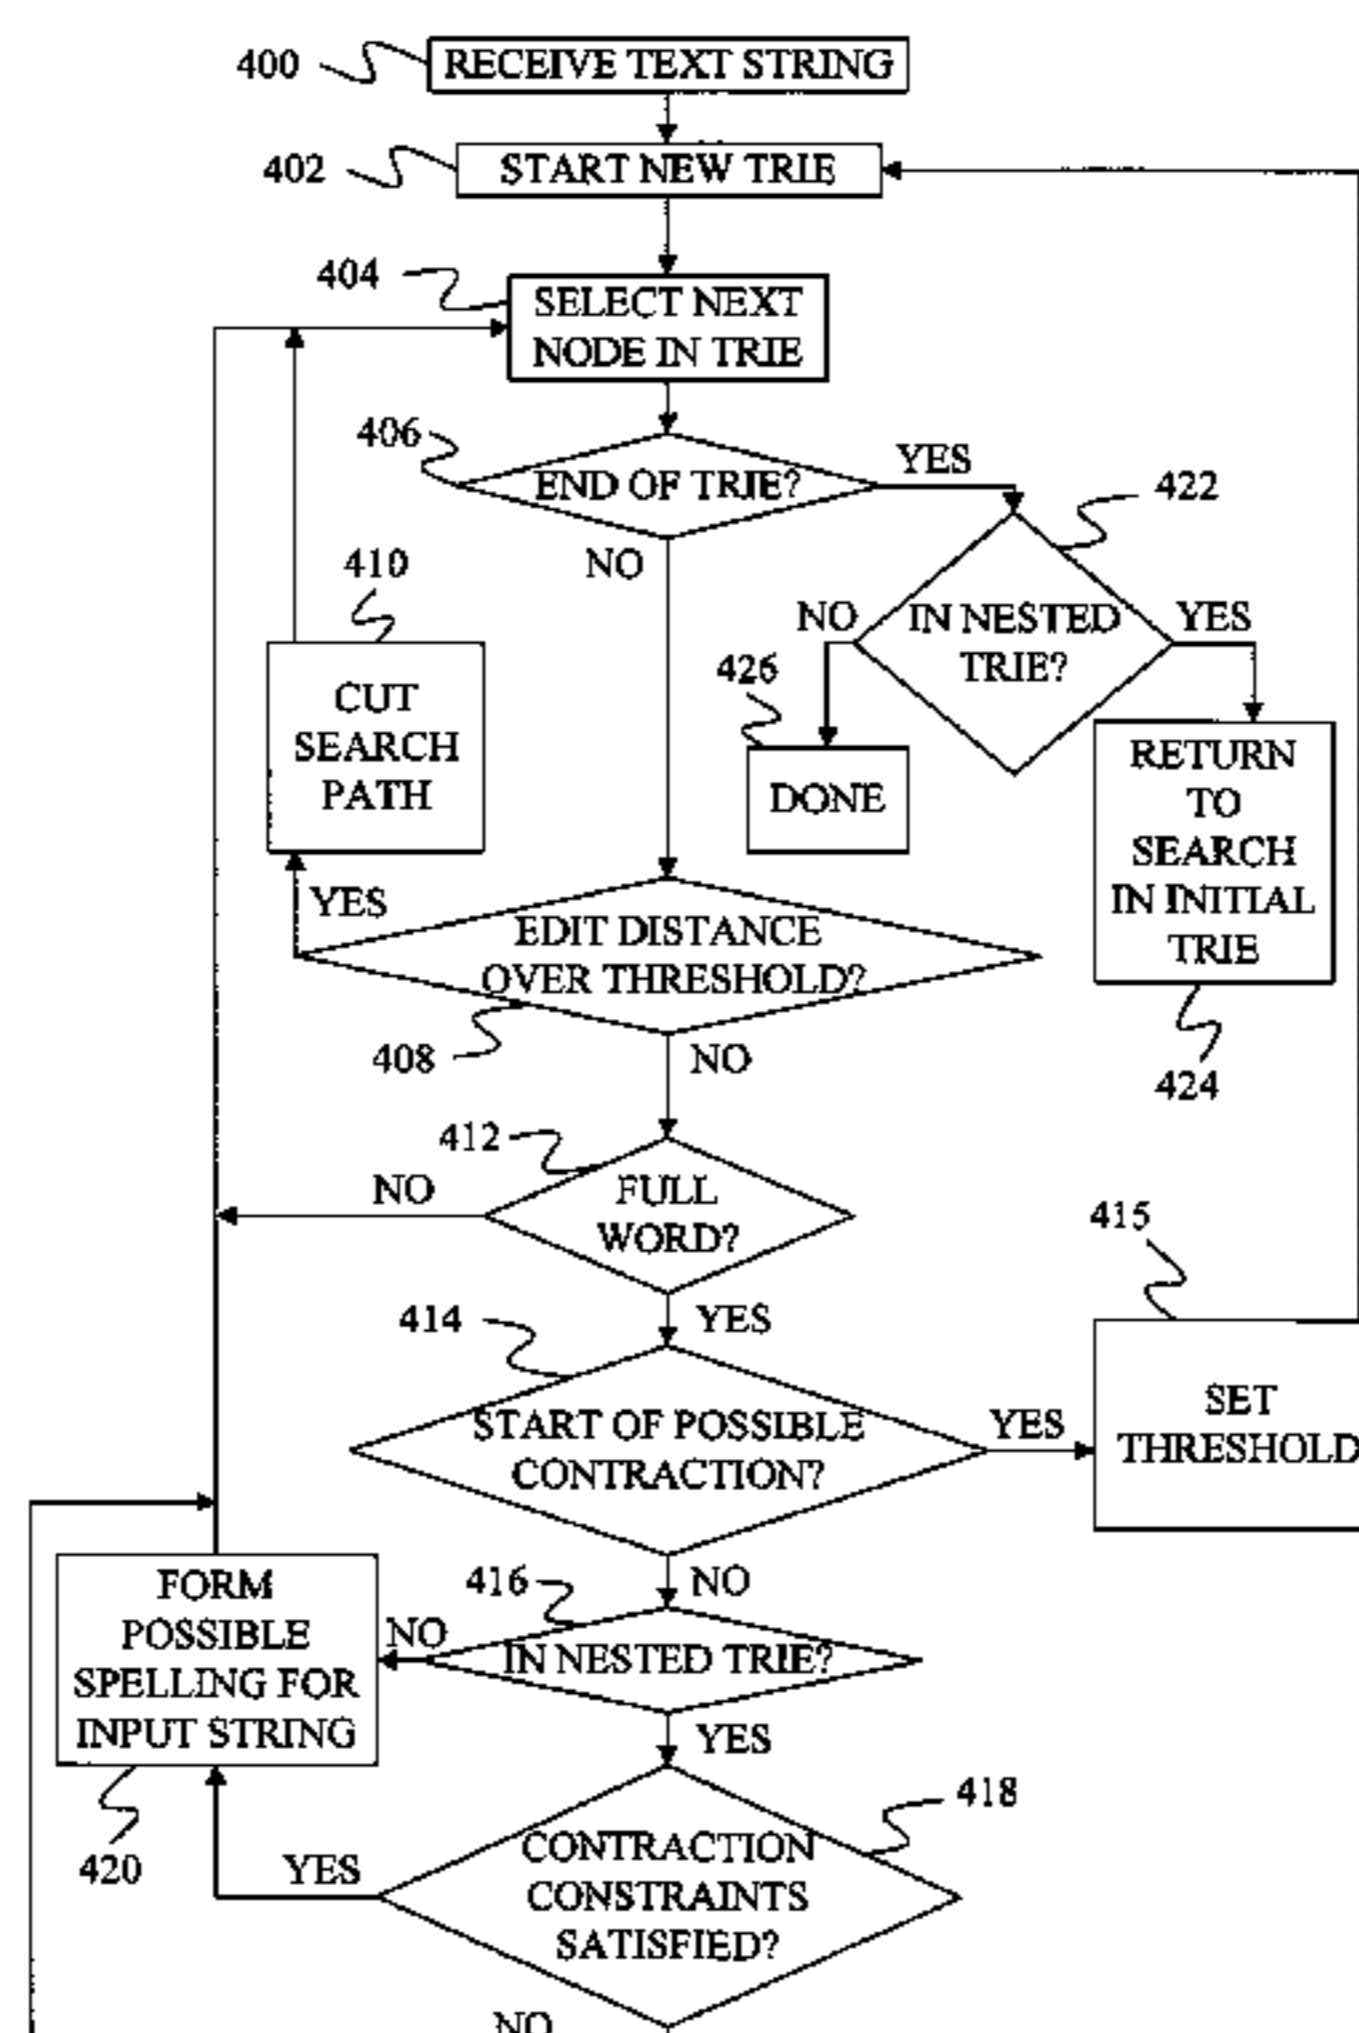 400
RECEIVE TEXT STRING
402
START NEW TRIE
404
SELECT NEXT
NODE IN TRIE
406
END OF TRIE?
YES
422
NO
410
IN NESTED
TRIE?
NO
YES
426
CUT
SEARCH
PATH
DONE
RETURN
TO
SEARCH
IN INITIAL
TRIE
424
YES
EDIT DISTANCE
OVER THRESHOLD?
408
NO
412
FULL
WORD?
NO
YES
415
414
START OF POSSIBLE
CONTRACTION?
YES
SET
THRESHOLD
NO
416
IN NESTED TRIE?
NO
YES
FORM
POSSIBLE
SPELLING FOR
INPUT STRING
420
418
CONTRACTION
CONSTRAINTS
SATISFIED?
YES
NO